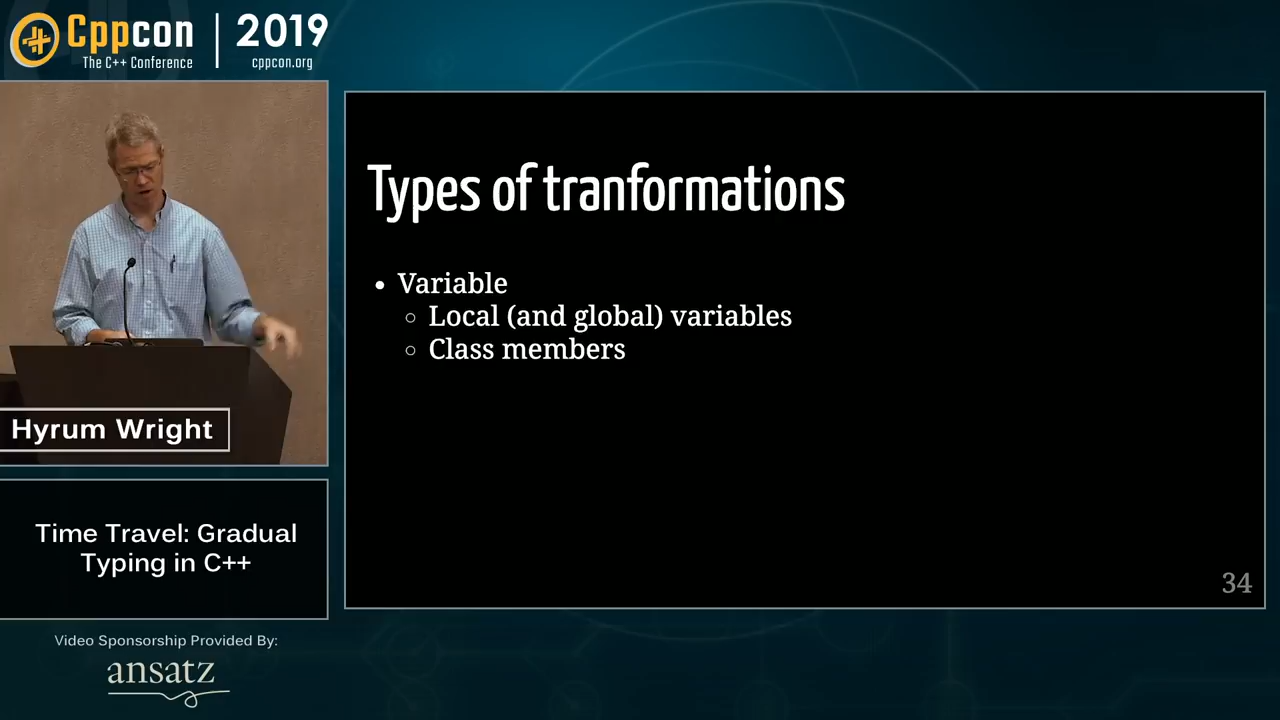 Cppcon | 2019
The C++ Conference cppcon.org
Hyrum Wright
Time Travel: Gradual
Typing in C++
Video Sponsorship Provided By:
ansatz
Types of tranformations
• Variable
○ Local (and global) variables
○ Class members
34